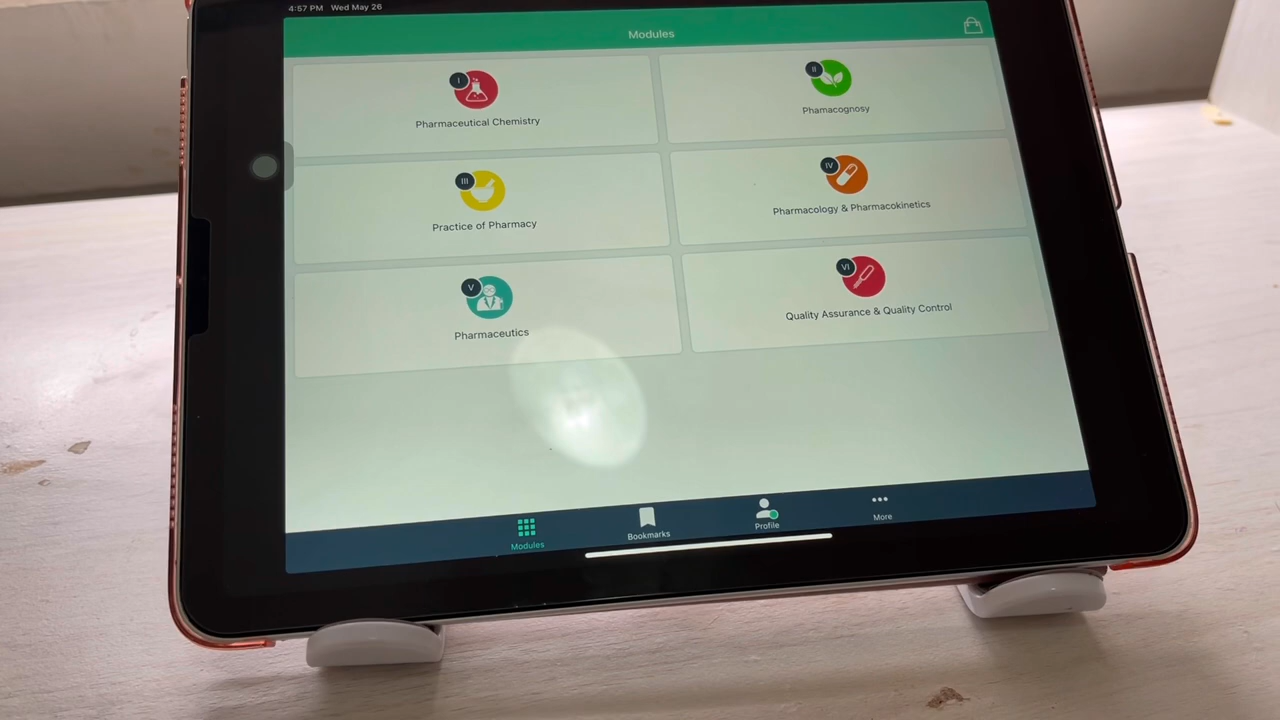 4:57 PM Wed May 26
Modules
I
Pharmaceutical Chemistry
II
Phamacognosy
III
Practice of Pharmacy
IV
Pharmacology & Pharmacokinetics
V
Pharmaceutics
VI
Quality Assurance & Quality Control
Modules
Bookmarks
Profile
More